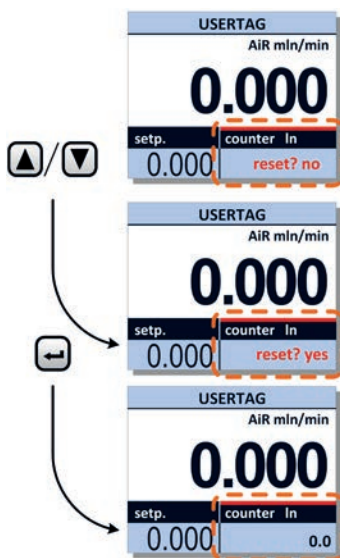 USERTAG
AiR mln/min
0.000
setp. counter ln
0.000 reset? no
▲/▼
USERTAG
AiR mln/min
0.000
setp. counter ln
0.000 reset? yes
USERTAG
AiR mln/min
0.000
setp. counter ln
0.000 0.0